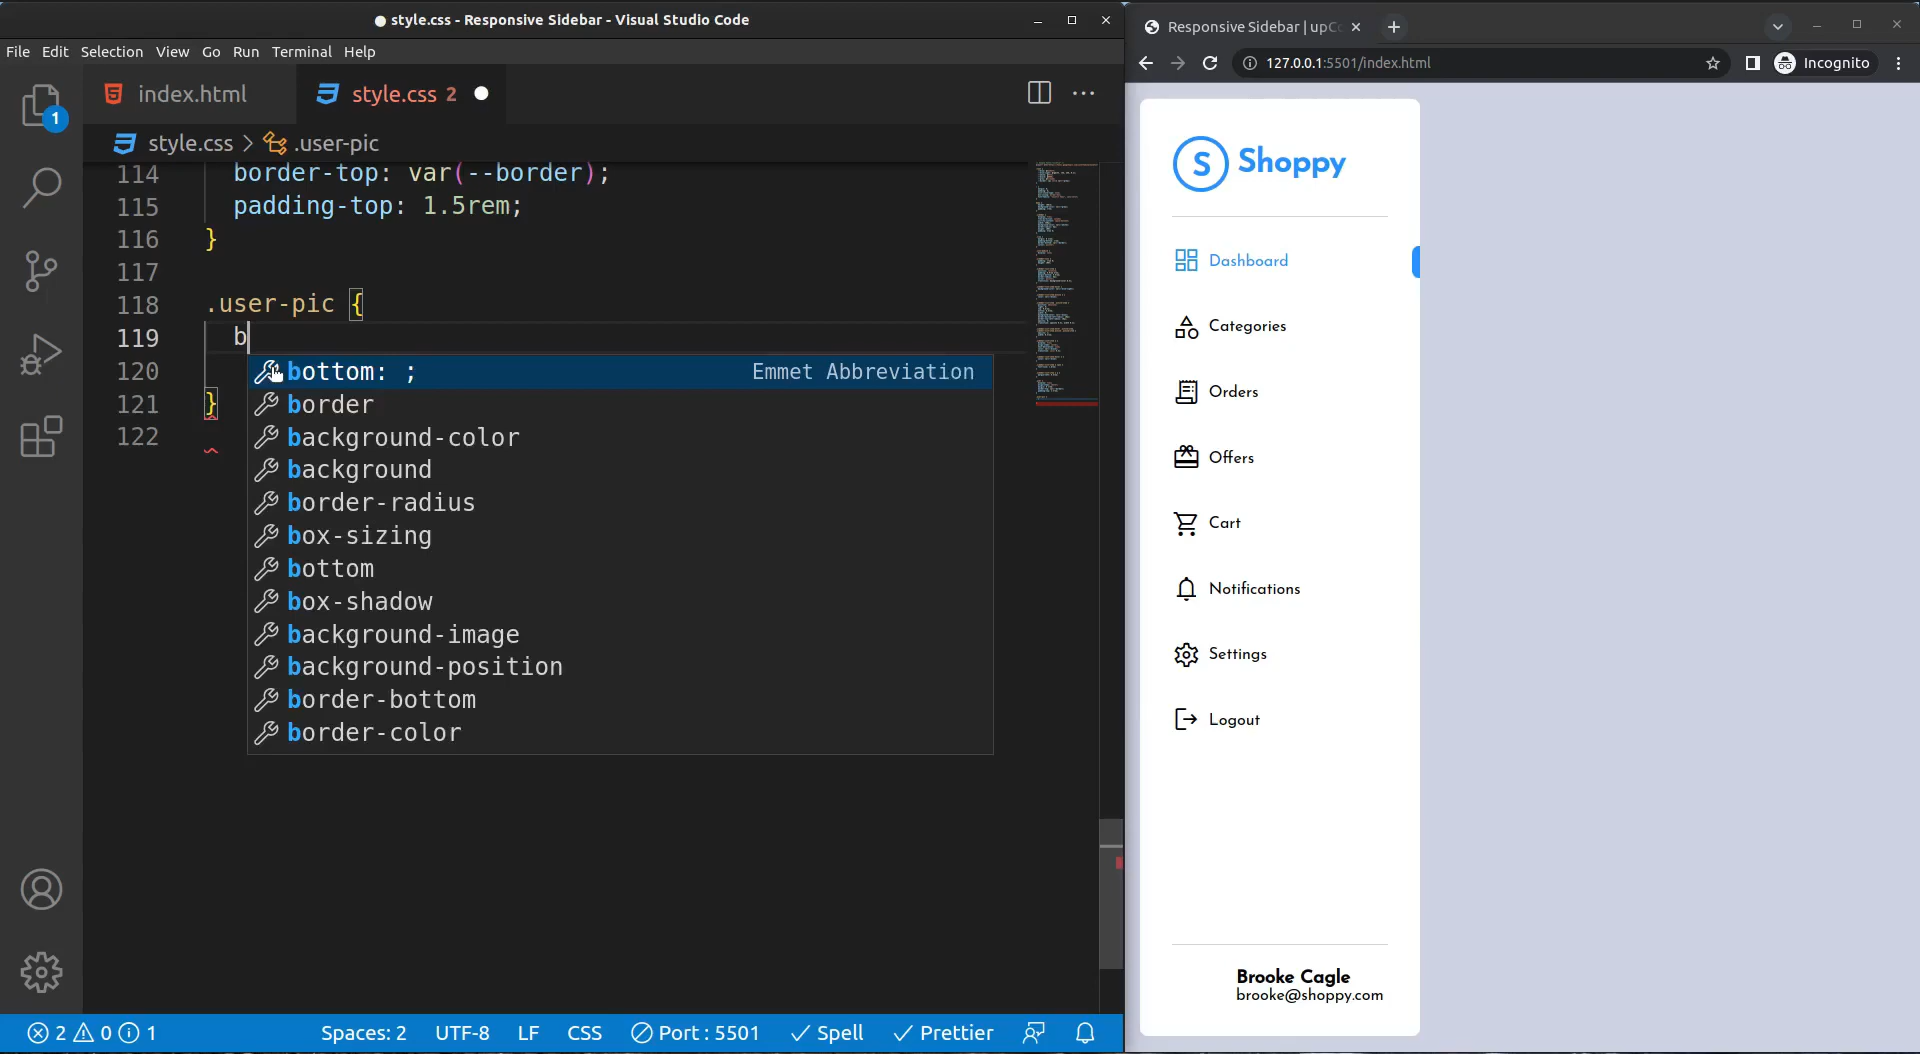 ● style.css - Responsive Sidebar - Visual Studio Code
File Edit Selection View Go Run Terminal Help
1
index.html
style.css 2
style.css > .user-pic
114 border-top: var(--border);
115 padding-top: 1.5rem;
116 }
117
118 .user-pic {
119 b
120
121 }
122
bottom: ; Emmet Abbreviation
border
background-color
background
border-radius
box-sizing
bottom
box-shadow
background-image
background-position
border-bottom
border-color
2 0 1
Spaces: 2 UTF-8 LF CSS Port : 5501 Spell Prettier
Responsive Sidebar | upCo
127.0.0.1:5501/index.html
Incognito
S Shoppy
Dashboard
Categories
Orders
Offers
Cart
Notifications
Settings
Logout
Brooke Cagle
brooke@shoppy.com